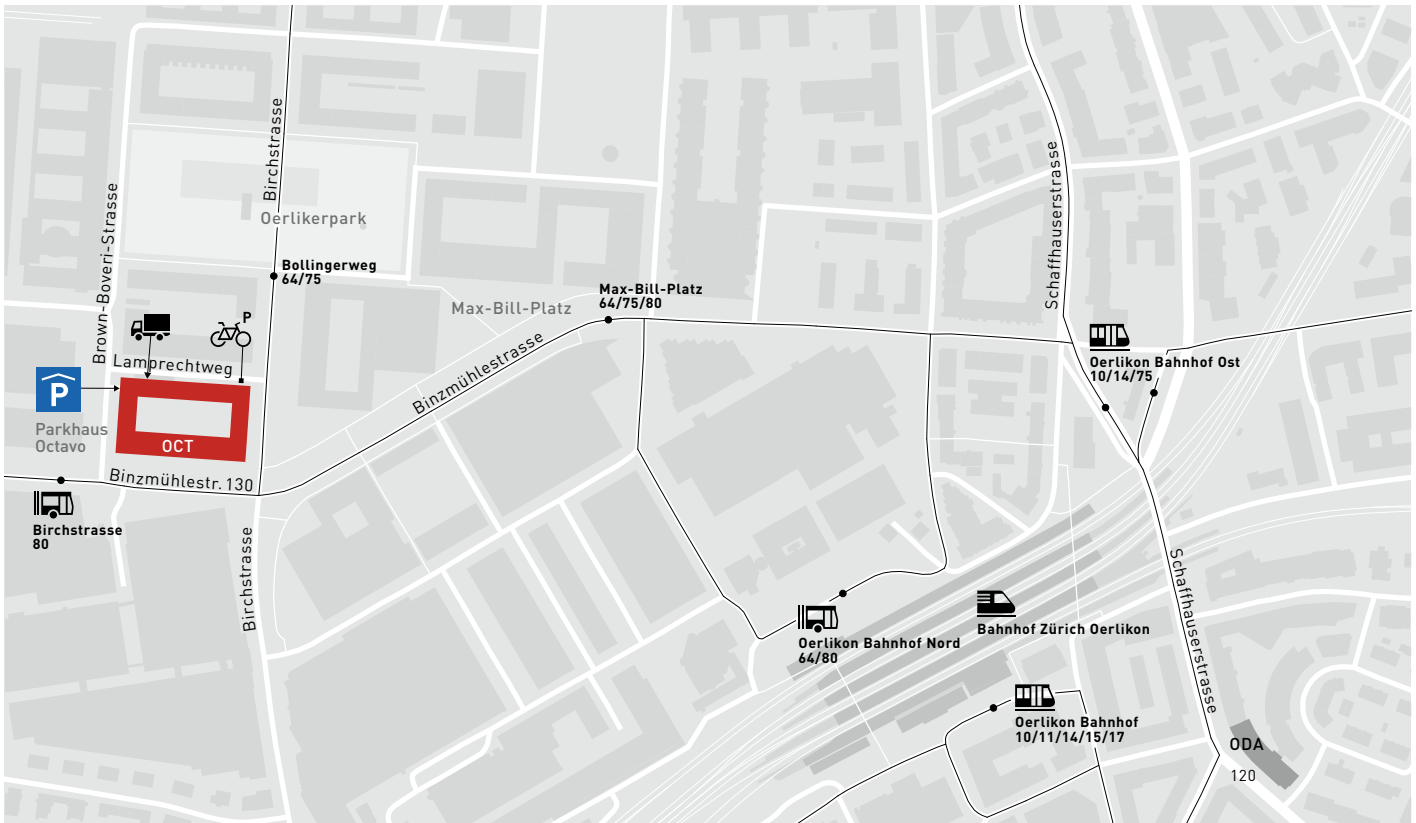 Birchstrasse
Brown-Boveri-Strasse
Oerlikerpark
Bollingerweg
64/75
Schaffhauserstrasse
Max-Bill-Platz
Max-Bill-Platz
64/75/80
P
Lamprechtweg
Binzmühlestrasse
Oerlikon Bahnhof Ost
10/14/75
P
Parkhaus
Octavo
OCT
Binzmühlestr. 130
Birchstrasse
80
Birchstrasse
Schaffhauserstrasse
Oerlikon Bahnhof Nord
64/80
Bahnhof Zürich Oerlikon
Oerlikon Bahnhof
10/11/14/15/17
ODA
120